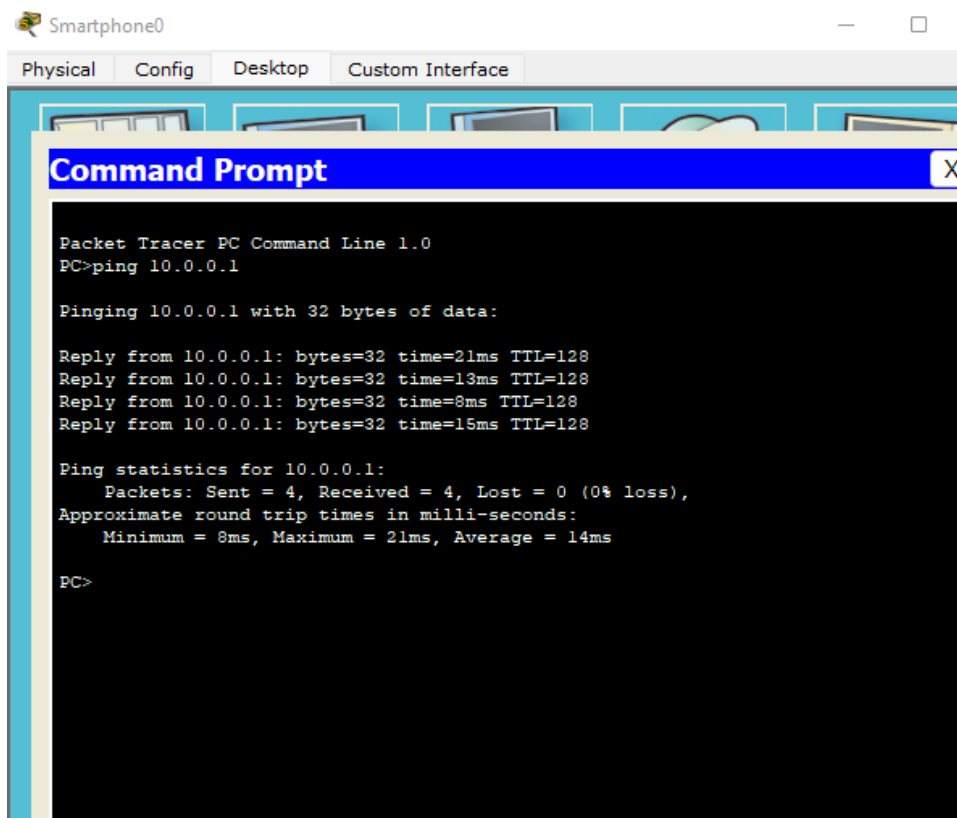 Smartphone0
Physical Config Desktop Custom Interface
Command Prompt X
Packet Tracer PC Command Line 1.0
PC>ping 10.0.0.1
Pinging 10.0.0.1 with 32 bytes of data:
Reply from 10.0.0.1: bytes=32 time=21ms TTL=128
Reply from 10.0.0.1: bytes=32 time=13ms TTL=128
Reply from 10.0.0.1: bytes=32 time=8ms TTL=128
Reply from 10.0.0.1: bytes=32 time=15ms TTL=128
Ping statistics for 10.0.0.1:
    Packets: Sent = 4, Received = 4, Lost = 0 (0% loss),
Approximate round trip times in milli-seconds:
    Minimum = 8ms, Maximum = 21ms, Average = 14ms
PC>